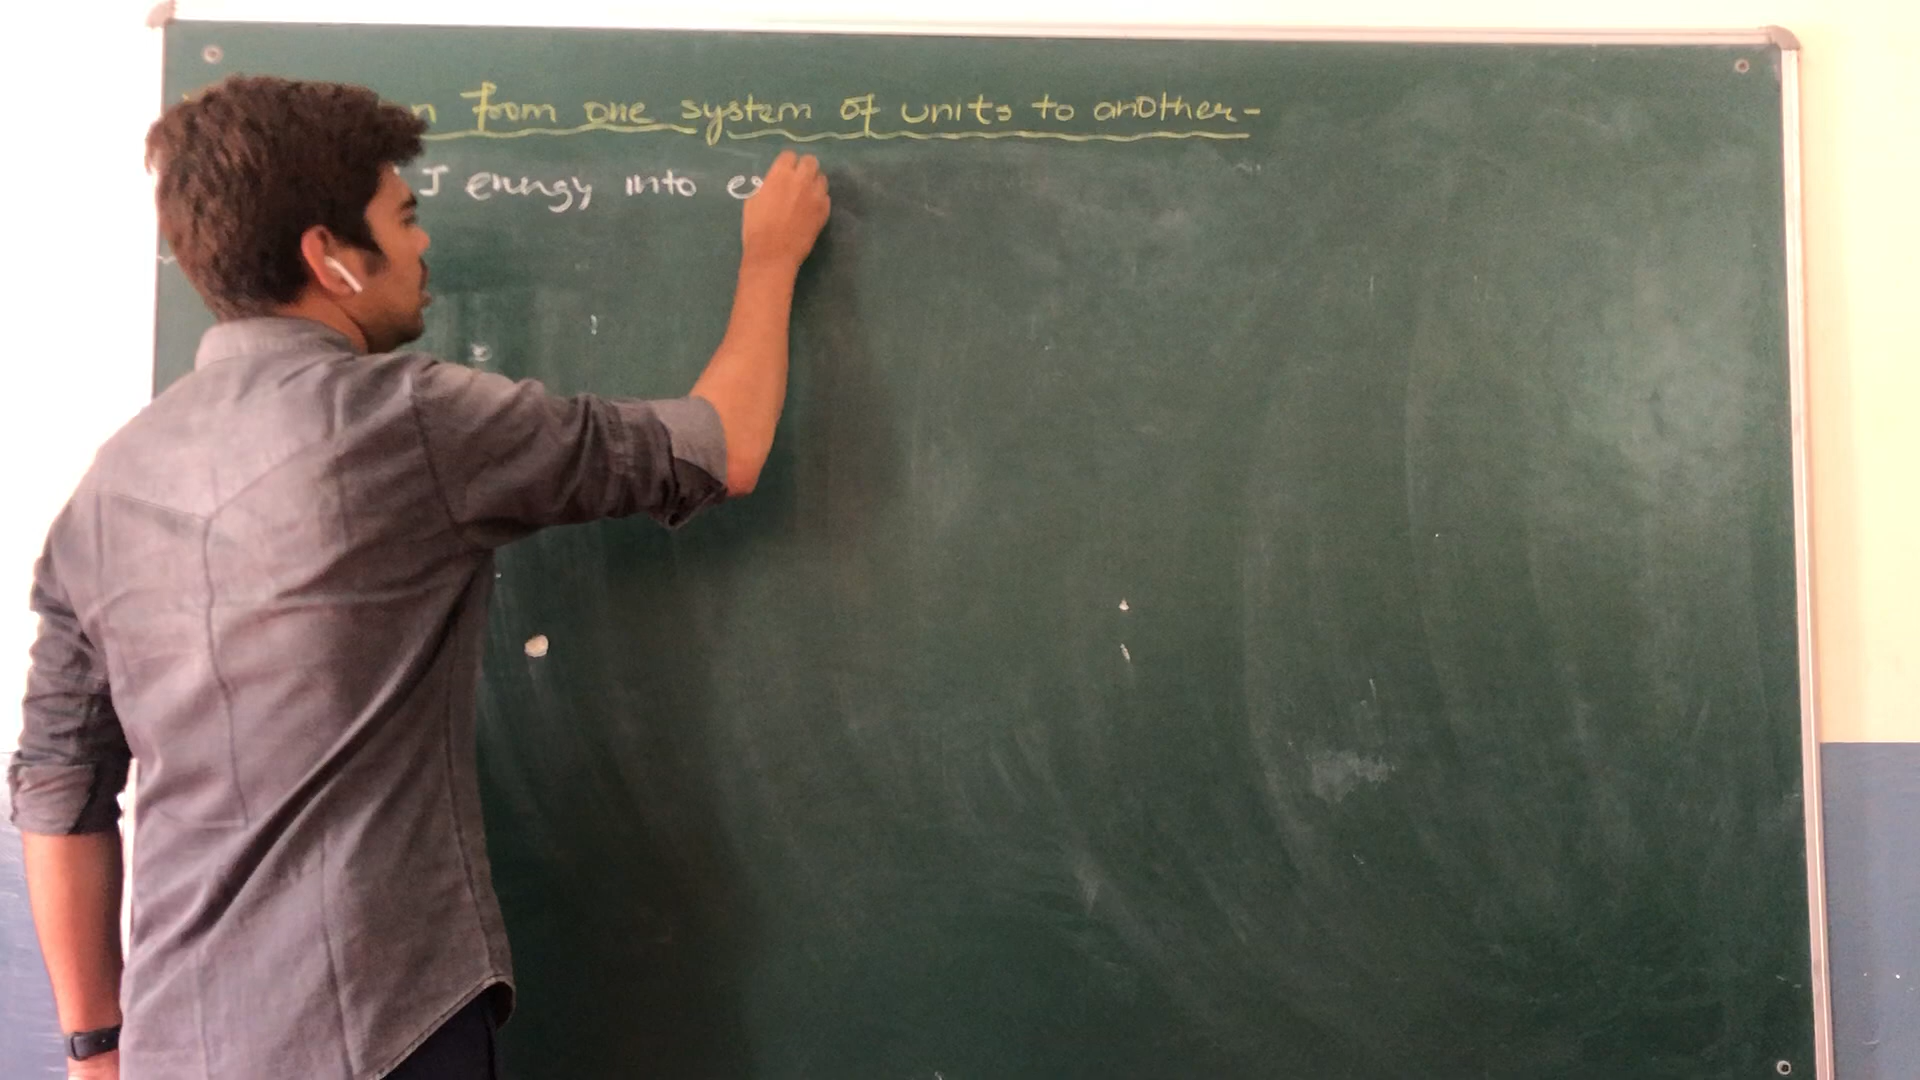 from one system of units to another-
J energy into